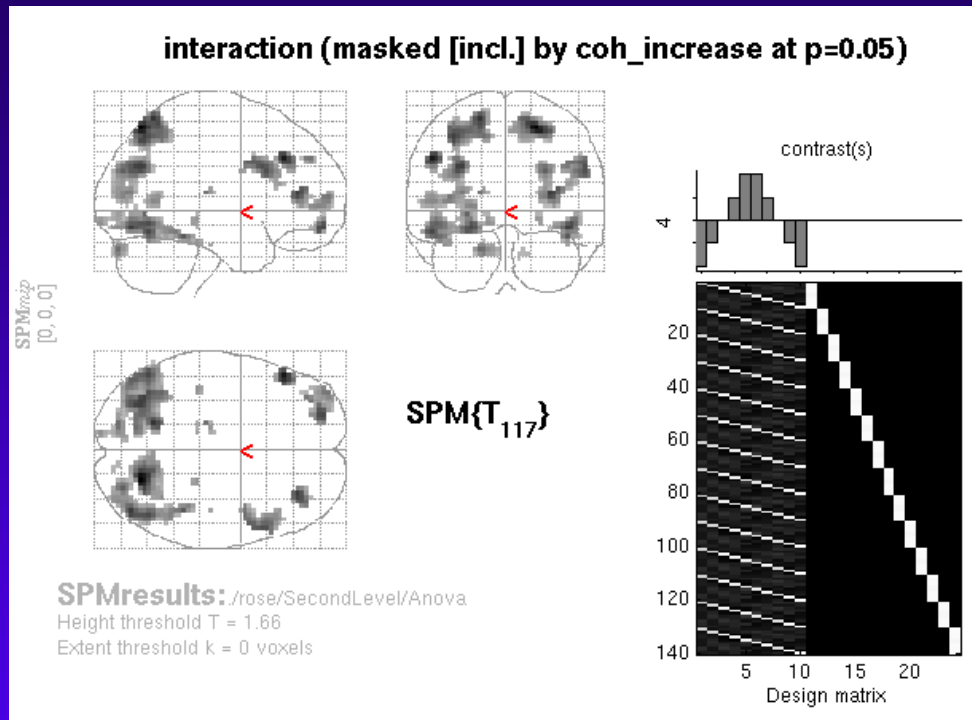 interaction (masked [incl.] by coh_increase at p=0.05)
SPMmip
[0, 0, 0]
<
<
<
SPM{T117}
contrast(s)
4
20
40
60
80
100
120
140
5 10 15 20
Design matrix
SPMresults: ./rose/SecondLevel/Anova
Height threshold T = 1.66
Extent threshold k = 0 voxels